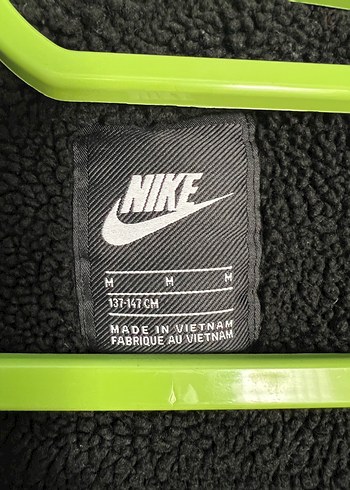 NIKE
M M M
137-147 CM
MADE IN VIETNAM
FABRIQUE AU VIETNAM